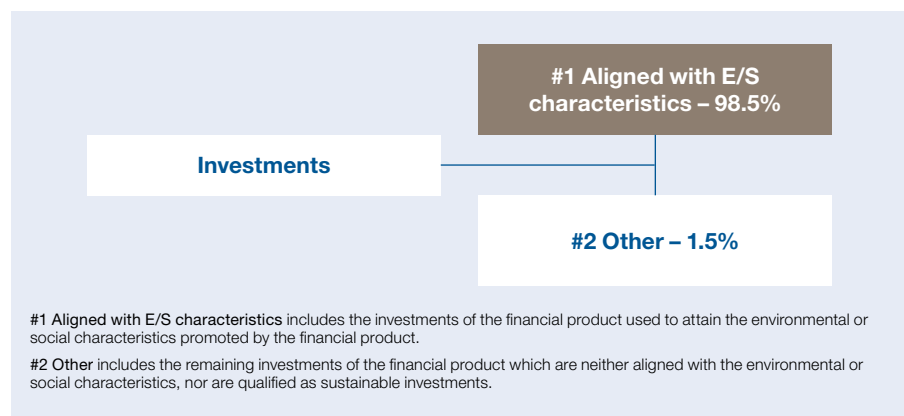 #1 Aligned with E/S
characteristics – 98.5%
Investments
#2 Other – 1.5%
#1 Aligned with E/S characteristics includes the investments of the financial product used to attain the environmental or
social characteristics promoted by the financial product.
#2 Other includes the remaining investments of the financial product which are neither aligned with the environmental or
social characteristics, nor are qualified as sustainable investments.